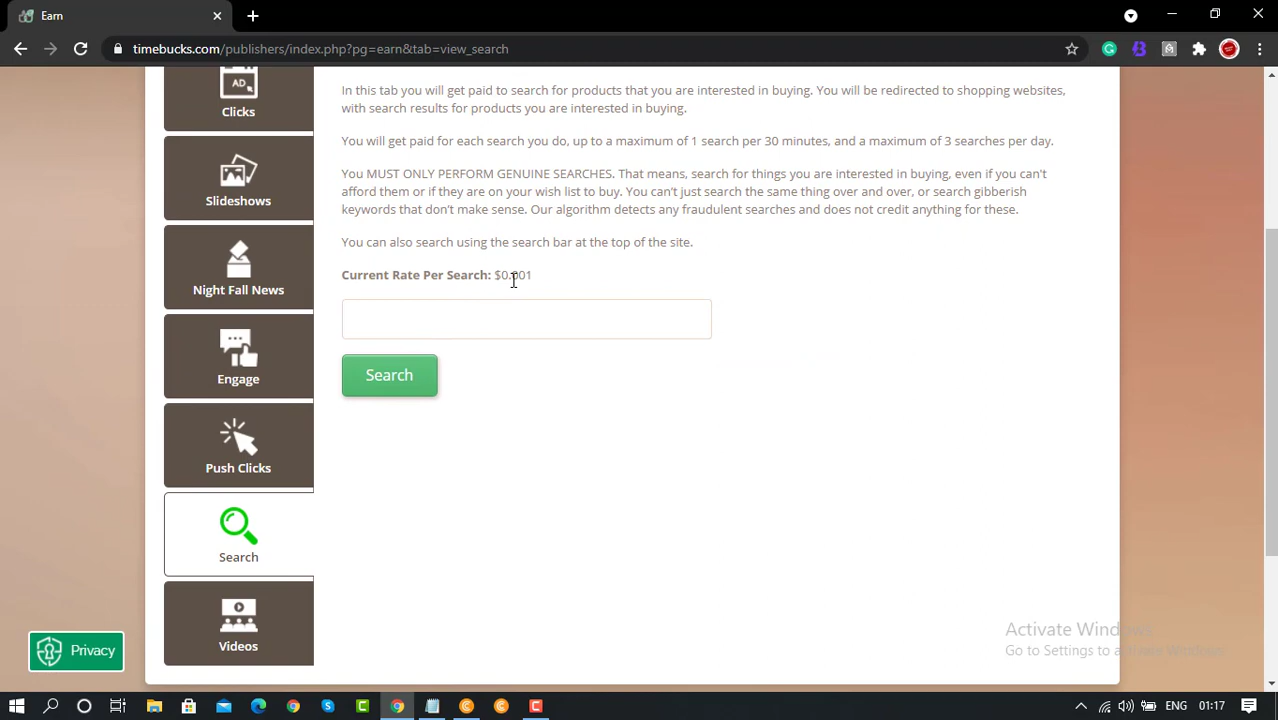 Earn
timebucks.com/publishers/index.php?pg=earn&tab=view_search
AD
Clicks
Slideshows
Night Fall News
Engage
Push Clicks
Search
Videos
In this tab you will get paid to search for products that you are interested in buying. You will be redirected to shopping websites,
with search results for products you are interested in buying.
You will get paid for each search you do, up to a maximum of 1 search per 30 minutes, and a maximum of 3 searches per day.
You MUST ONLY PERFORM GENUINE SEARCHES. That means, search for things you are interested in buying, even if you can't
afford them or if they are on your wish list to buy. You can't just search the same thing over and over, or search gibberish
keywords that don't make sense. Our algorithm detects any fraudulent searches and does not credit anything for these.
You can also search using the search bar at the top of the site.
Current Rate Per Search: $0.001
Search
Privacy
Activate Windows
Go to Settings to activate Windows.
ENG
01:17